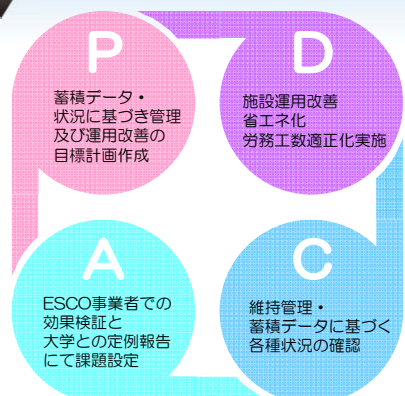 P
蓄積データ・
状況に基づき管理
及び運用改善の
目標計画作成
D
施設運用改善
省エネ化
労務工数適正化実施
A
ESCO事業者での
効果検証と
大学との定例報告
にて課題設定
C
維持管理・
蓄積データに基づく
各種状況の確認